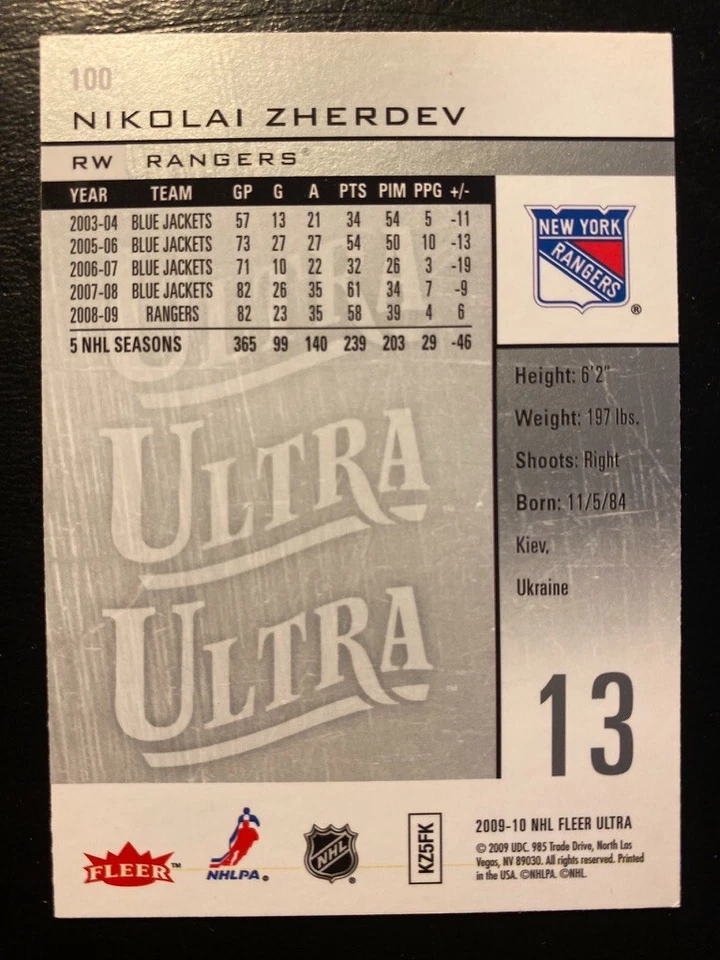 100
NIKOLAI ZHERDEV
RW RANGERS®
YEAR TEAM GP G A PTS PIM PPG +/-
2003-04 BLUE JACKETS 57 13 21 34 54 5 -11
2005-06 BLUE JACKETS 73 27 27 54 50 10 -13
2006-07 BLUE JACKETS 71 10 22 32 26 3 -19
2007-08 BLUE JACKETS 82 26 35 61 34 7 -9
2008-09 RANGERS 82 23 35 58 39 4 6
5 NHL SEASONS 365 99 140 239 203 29 -46
NEW YORK
RANGERS
®
Height: 6'2"
Weight: 197 lbs.
Shoots: Right
Born: 11/5/84
Kiev,
Ukraine
ULTRA
ULTRA
ULTRA™
13
FLEER™
NHLPA®
NHL®
KZ5FK
2009-10 NHL FLEER ULTRA
© 2009 UDC. 985 Trade Drive, North Las
Vegas, NV 89030. All rights reserved. Printed
in the USA. ©NHLPA. ©NHL.